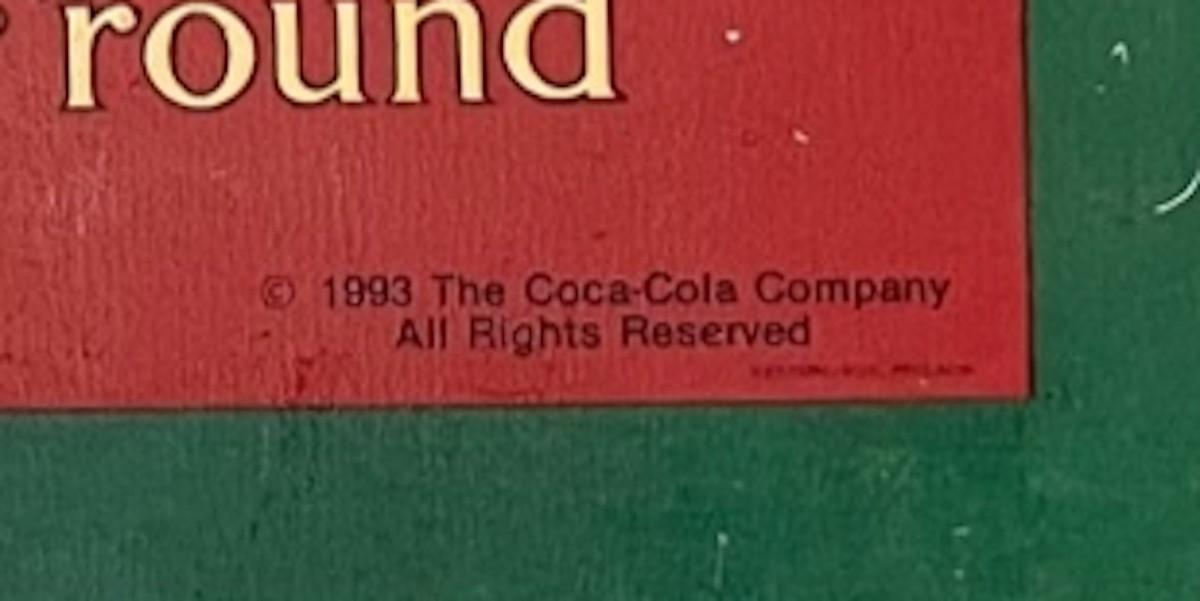 'round
© 1993 The Coca-Cola Company
All Rights Reserved